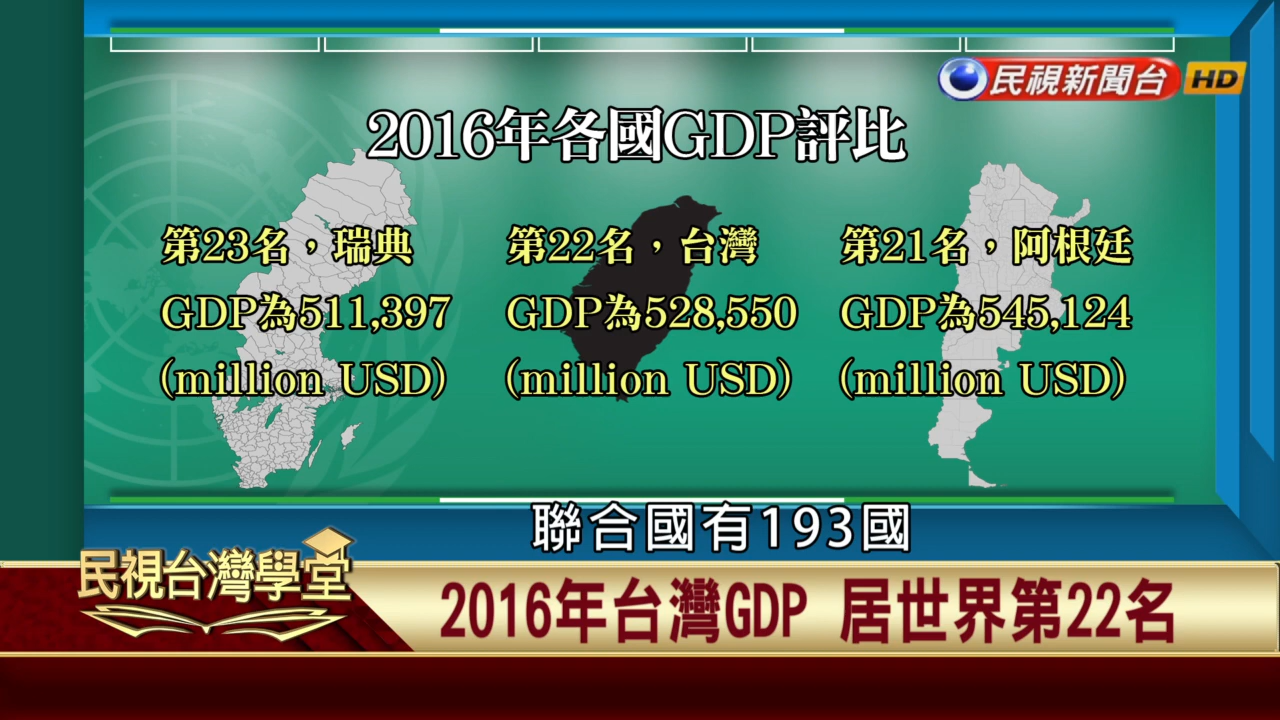 民視新聞台 HD
2016年各國GDP評比
第23名，瑞典
GDP為511,397
(million USD)
第22名，台灣
GDP為528,550
(million USD)
第21名，阿根廷
GDP為545,124
(million USD)
聯合國有193國
民視台灣學堂
2016年台灣GDP 居世界第22名